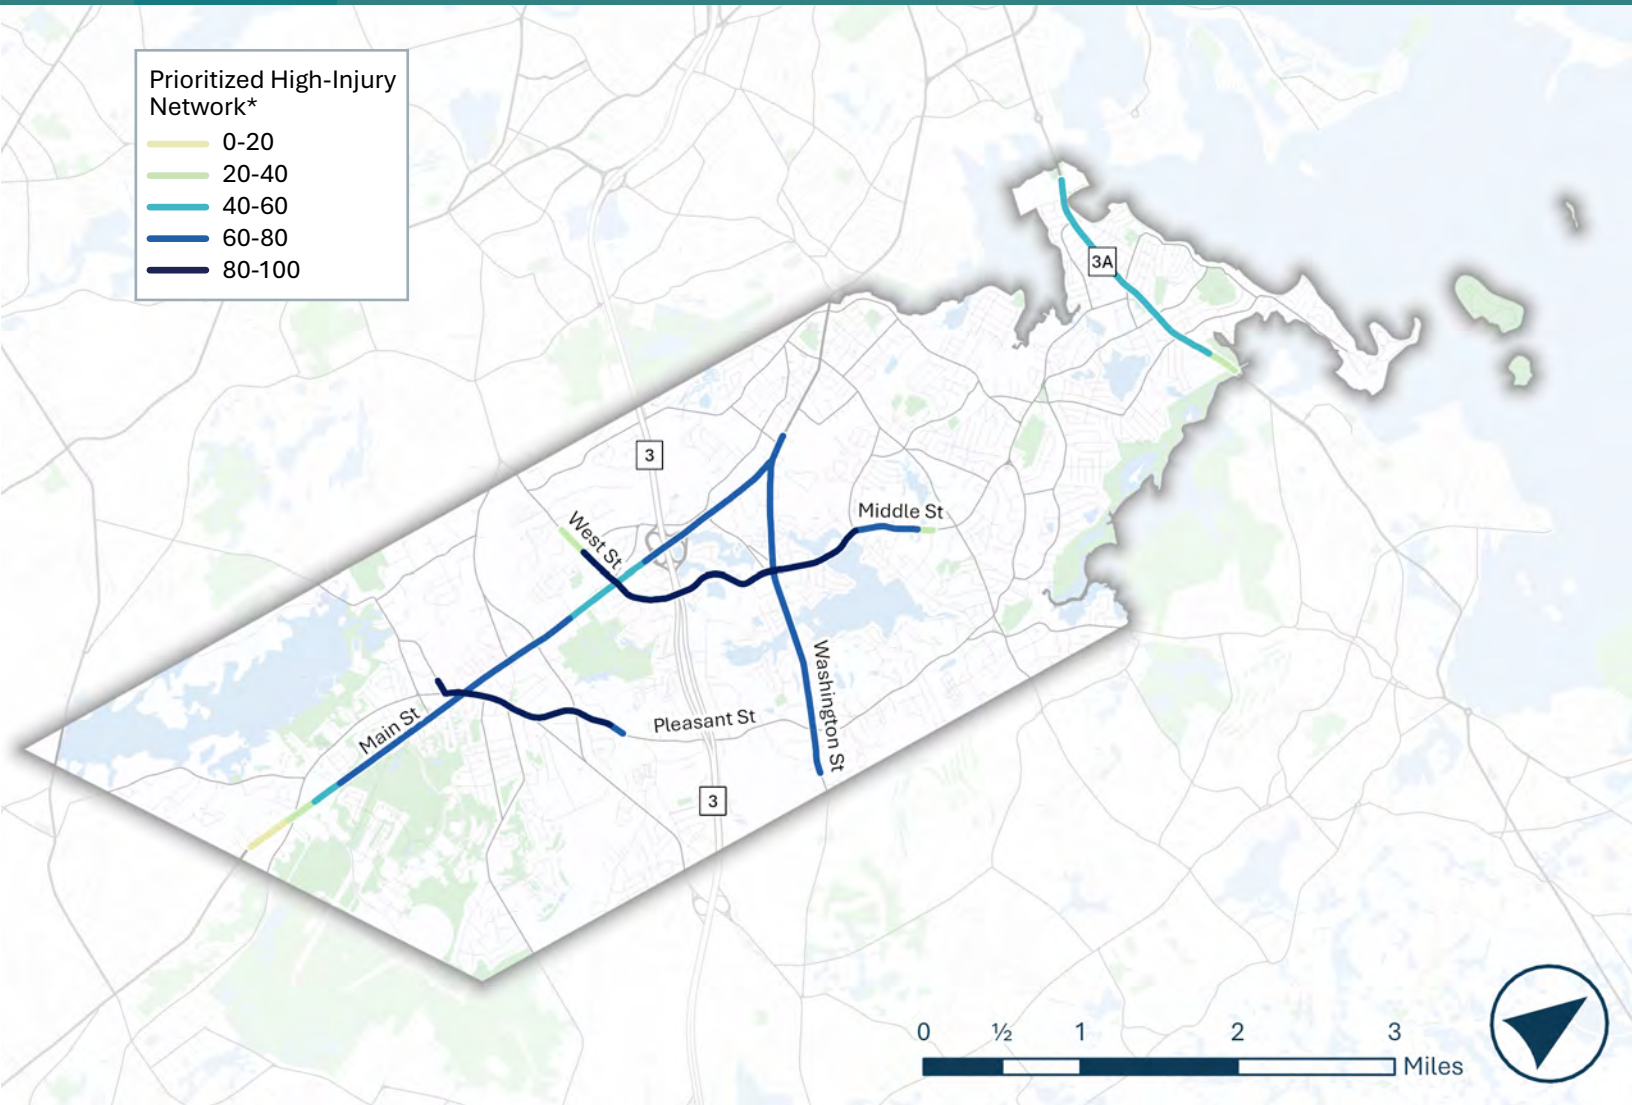 Prioritized High-Injury
Network*
0-20
20-40
40-60
60-80
80-100
3A
3
Middle St
West St
Washington St
Main St
Pleasant St
3
0 ½ 1 2 3
Miles